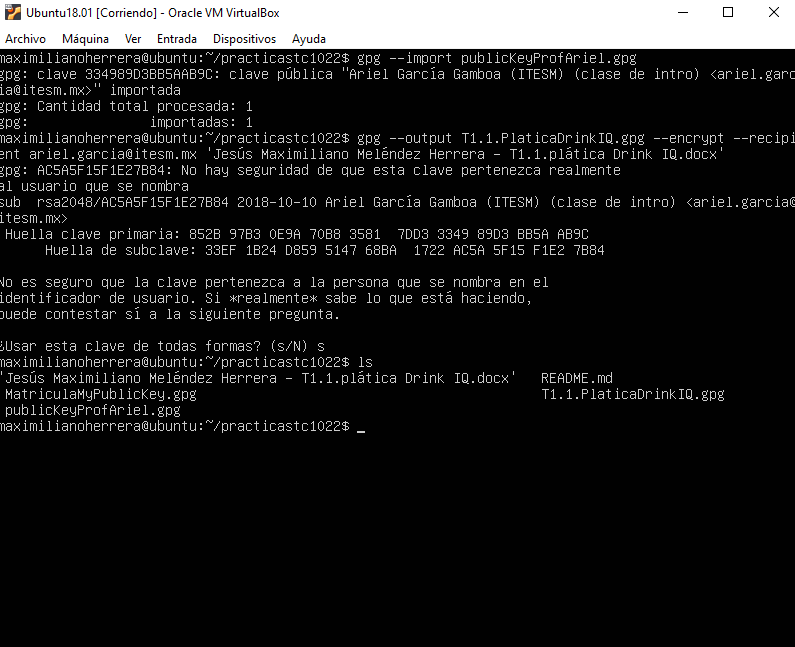 Ubuntu18.01 [Corriendo] - Oracle VM VirtualBox
Archivo Máquina Ver Entrada Dispositivos Ayuda
maximilianoherrera@ubuntu:~/practicastc1022$ gpg --import publicKeyProfAriel.gpg
gpg: clave 334989D3BB5AAB9C: clave pública "Ariel García Gamboa (ITESM) (clase de intro) <ariel.garc
ia@itesm.mx>" importada
gpg: Cantidad total procesada: 1
gpg:               importadas: 1
maximilianoherrera@ubuntu:~/practicastc1022$ gpg --output T1.1.PlaticaDrinkIQ.gpg --encrypt --recipi
ent ariel.garcia@itesm.mx 'Jesús Maximiliano Meléndez Herrera - T1.1.plática Drink IQ.docx'
gpg: AC5A5F15F1E27B84: No hay seguridad de que esta clave pertenezca realmente
al usuario que se nombra
sub  rsa2048/AC5A5F15F1E27B84 2018-10-10 Ariel García Gamboa (ITESM) (clase de intro) <ariel.garcia@
itesm.mx>
 Huella clave primaria: 852B 97B3 0E9A 70B8 3581  7DD3 3349 89D3 BB5A AB9C
      Huella de subclave: 33EF 1B24 D859 5147 68BA  1722 AC5A 5F15 F1E2 7B84
No es seguro que la clave pertenezca a la persona que se nombra en el
identificador de usuario. Si *realmente* sabe lo que está haciendo,
puede contestar sí a la siguiente pregunta.
¿Usar esta clave de todas formas? (s/N) s
maximilianoherrera@ubuntu:~/practicastc1022$ ls
'Jesús Maximiliano Meléndez Herrera - T1.1.plática Drink IQ.docx'   README.md
 MatriculaMyPublicKey.gpg                                           T1.1.PlaticaDrinkIQ.gpg
 publicKeyProfAriel.gpg
maximilianoherrera@ubuntu:~/practicastc1022$ _